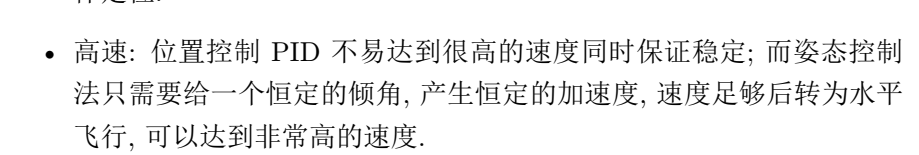 • 高速: 位置控制 PID 不易达到很高的速度同时保证稳定; 而姿态控制
法只需要给一个恒定的倾角, 产生恒定的加速度, 速度足够后转为水平
飞行, 可以达到非常高的速度.